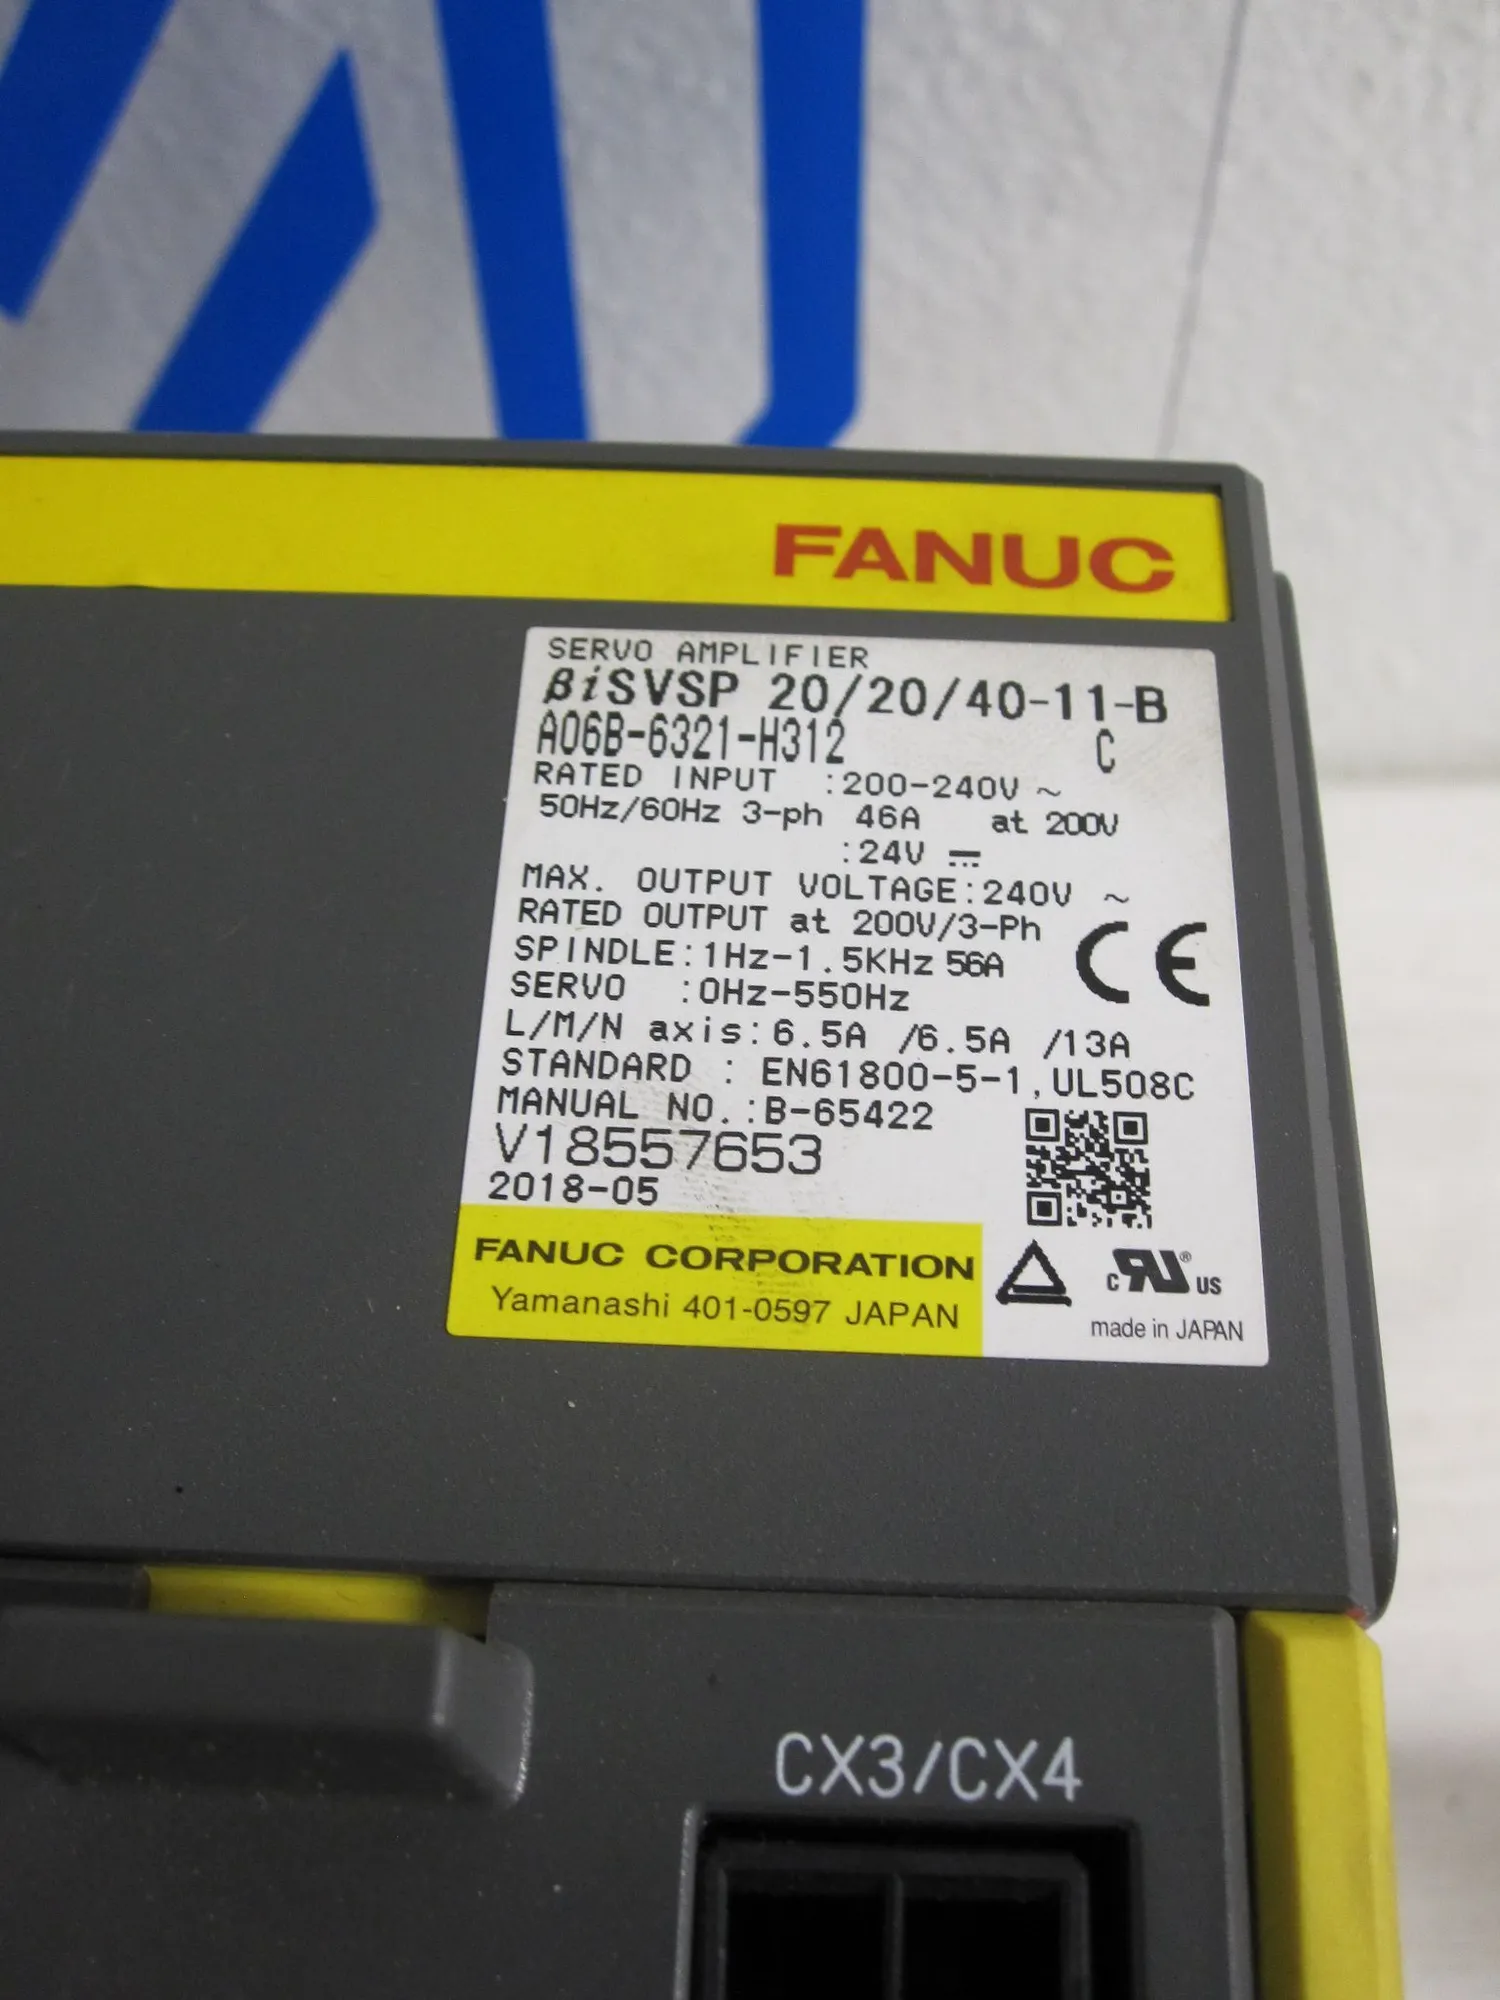 FANUC
SERVO AMPLIFIER
βiSVSP 20/20/40-11-B
A06B-6321-H312 C
RATED INPUT :200-240V ~
50Hz/60Hz 3-ph 46A at 200V
:24V ⎓
MAX. OUTPUT VOLTAGE:240V ~
RATED OUTPUT at 200V/3-Ph
SPINDLE:1Hz-1.5KHz 56A
CE
SERVO :0Hz-550Hz
L/M/N axis:6.5A /6.5A /13A
STANDARD : EN61800-5-1,UL508C
MANUAL NO.:B-65422
V18557653
2018-05
FANUC CORPORATION
Yamanashi 401-0597 JAPAN
c RU® US
made in JAPAN
CX3/CX4